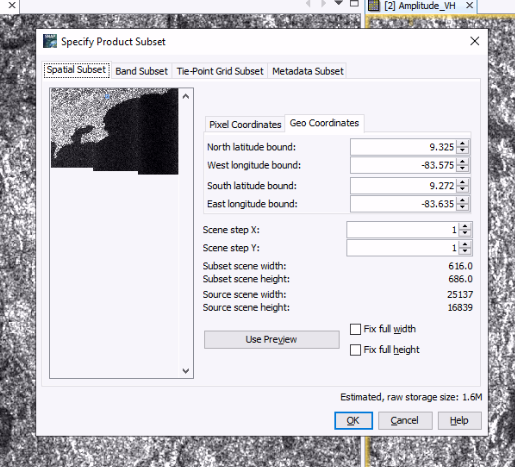 [2] Amplitude_VH
Specify Product Subset
Spatial Subset Band Subset Tie-Point Grid Subset Metadata Subset
Pixel Coordinates Geo Coordinates
North latitude bound: 9.325
West longitude bound: -83.575
South latitude bound: 9.272
East longitude bound: -83.635
Scene step X: 1
Scene step Y: 1
Subset scene width: 616.0
Subset scene height: 686.0
Source scene width: 25137
Source scene height: 16839
Use Preview
Fix full width
Fix full height
Estimated, raw storage size: 1.6M
OK Cancel Help